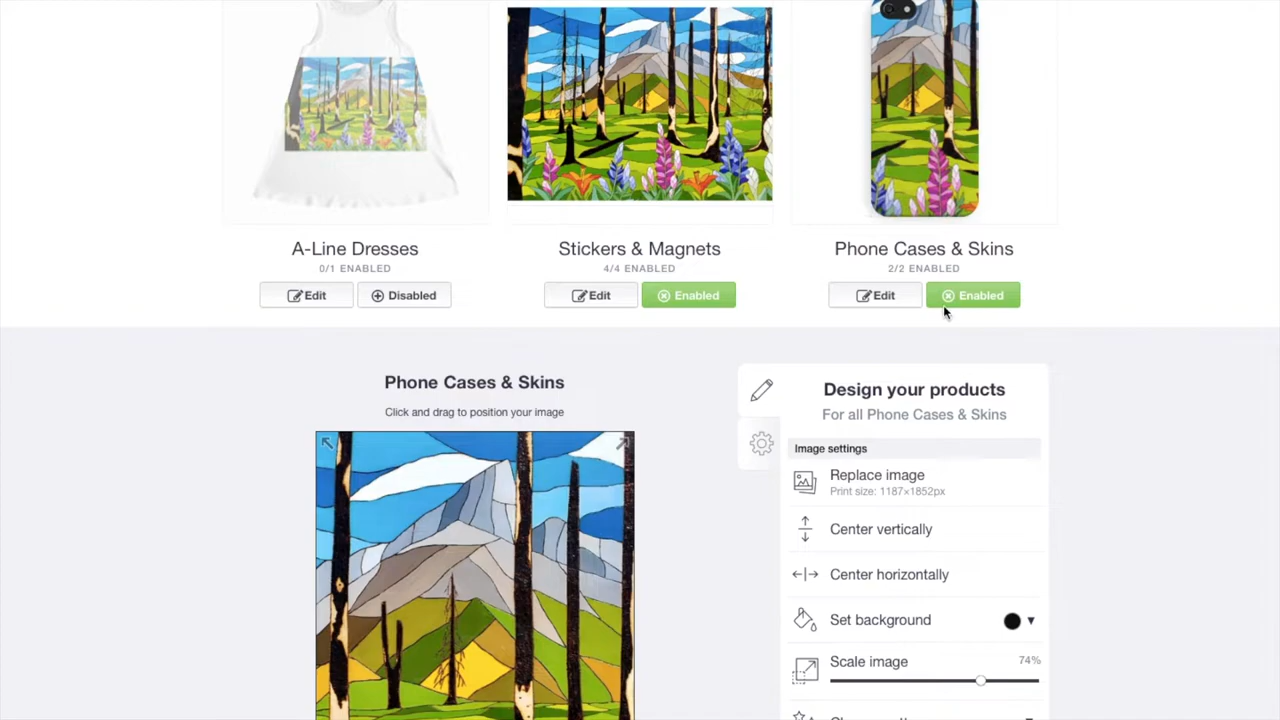 A-Line Dresses
0/1 ENABLED
Edit
Disabled
Stickers & Magnets
4/4 ENABLED
Edit
Enabled
Phone Cases & Skins
2/2 ENABLED
Edit
Enabled
Phone Cases & Skins
Click and drag to position your image
Design your products
For all Phone Cases & Skins
Image settings
Replace image
Print size: 1187×1852px
Center vertically
Center horizontally
Set background
Scale image
74%